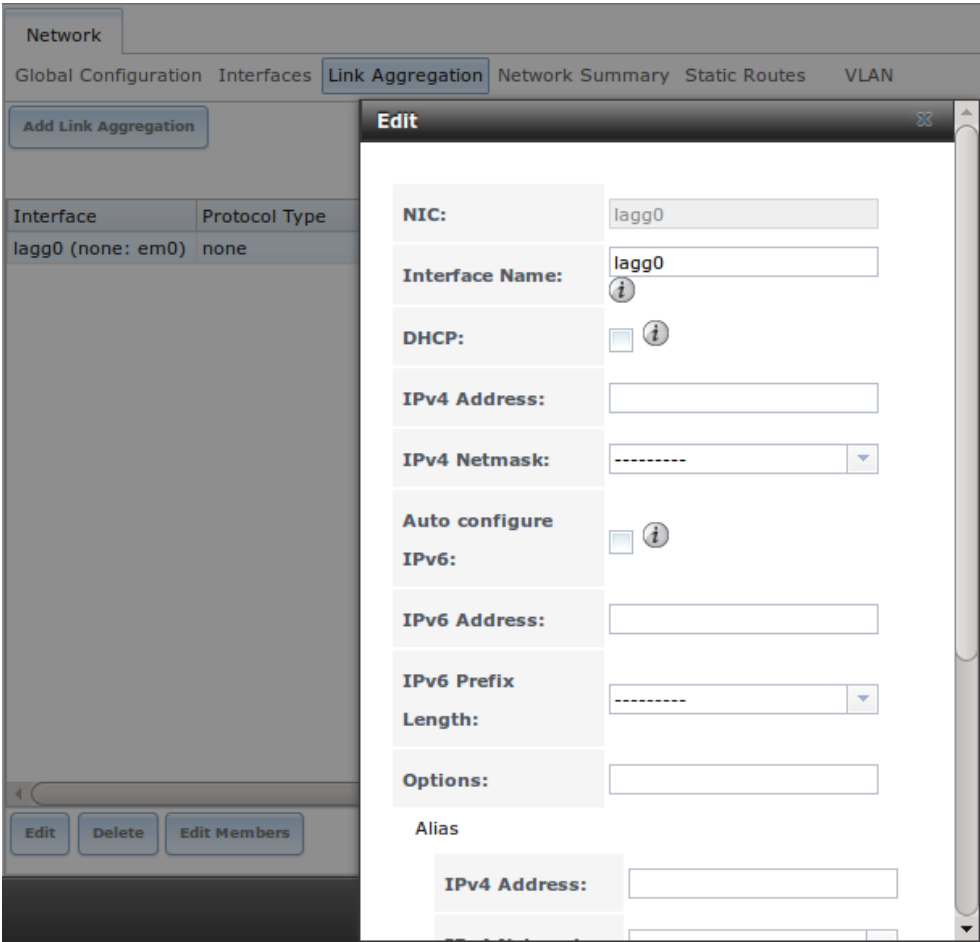 Network
Global Configuration Interfaces Link Aggregation Network Summary Static Routes VLAN
Add Link Aggregation
Interface Protocol Type
lagg0 (none: em0) none
Edit Delete Edit Members
Edit
NIC: lagg0
Interface Name: lagg0
DHCP:
IPv4 Address:
IPv4 Netmask: ---------
Auto configure
IPv6:
IPv6 Address:
IPv6 Prefix
Length: ---------
Options:
Alias
IPv4 Address: